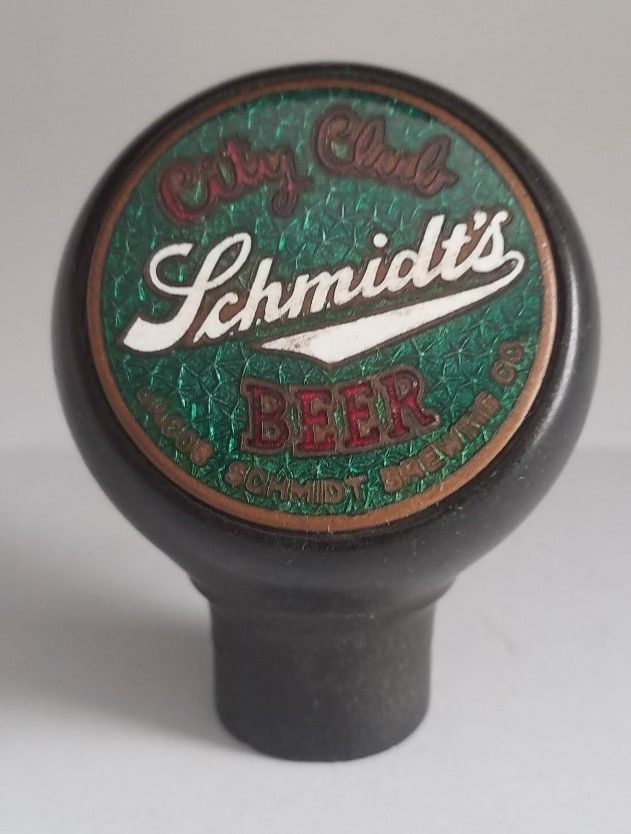 City Club
Schmidt's
BEER
JACOB SCHMIDT BREWING CO.